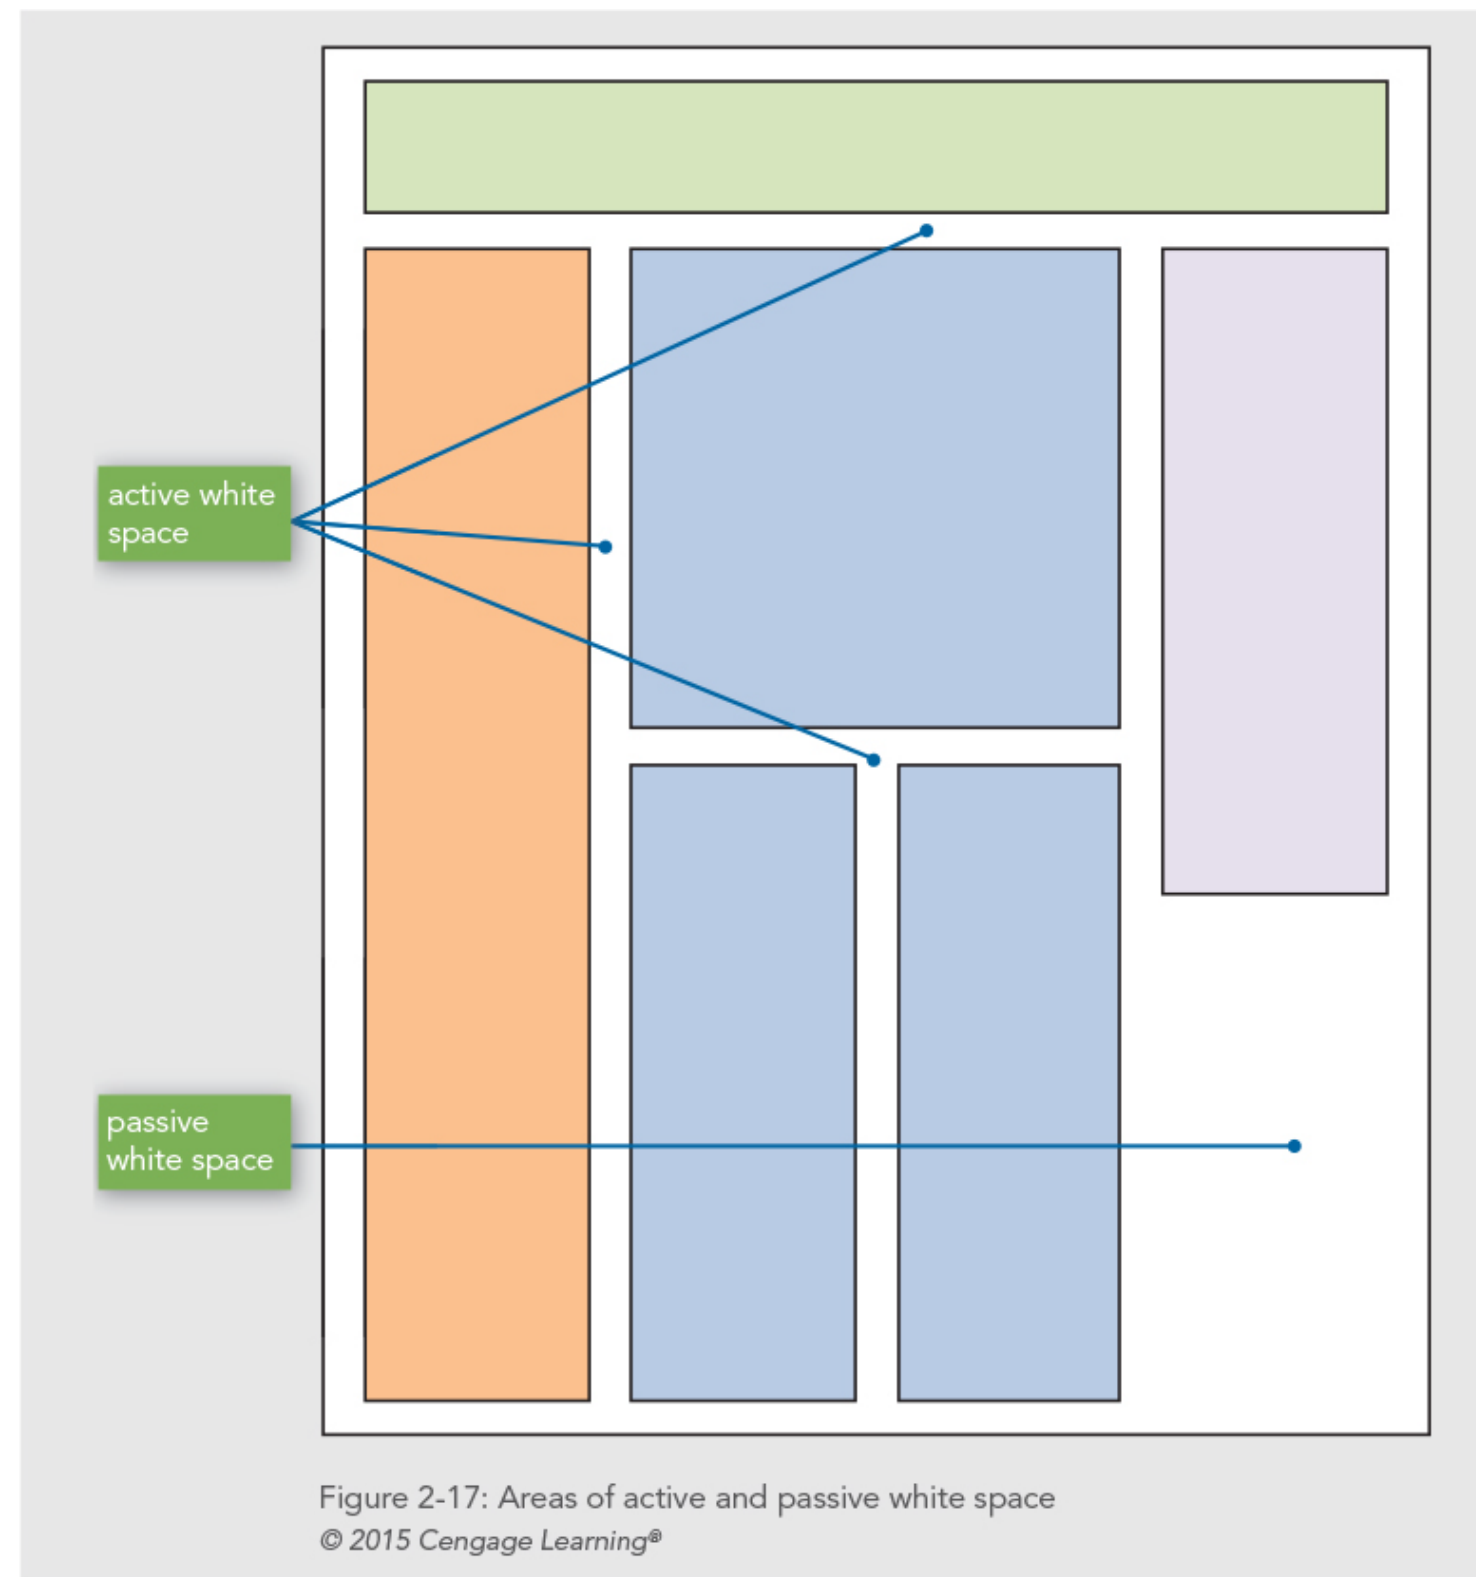 active white
space
passive
white space
Figure 2-17: Areas of active and passive white space
© 2015 Cengage Learning®